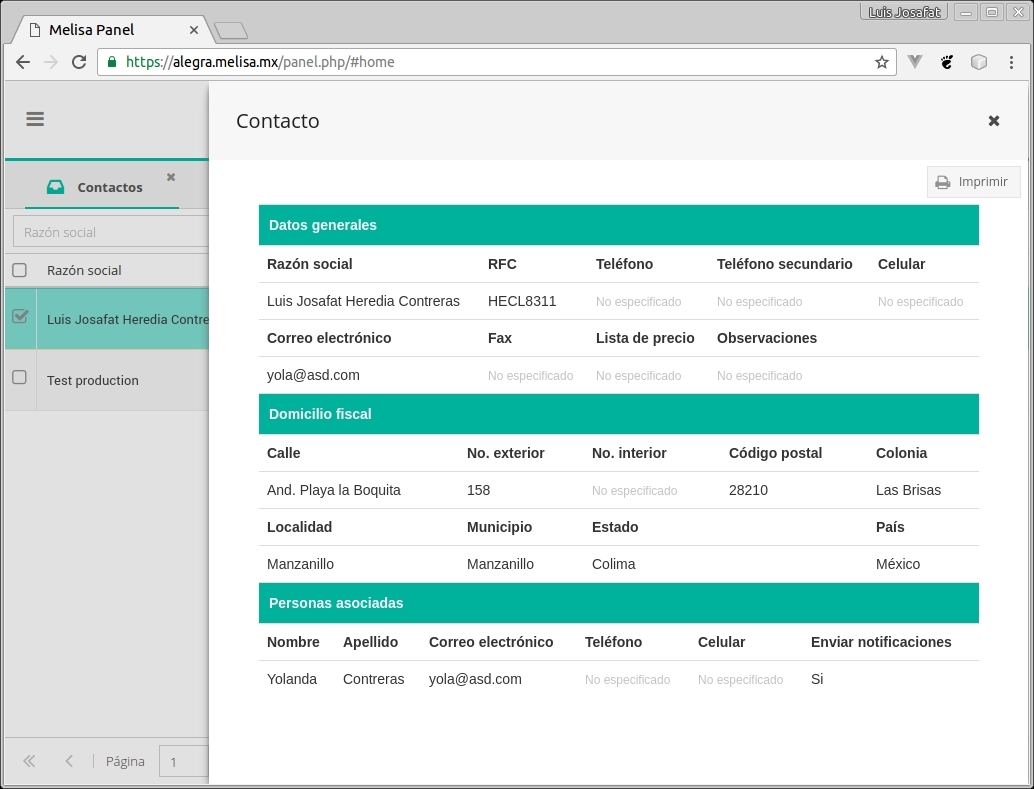 Luis Josafat
Melisa Panel
https://alegra.melisa.mx/panel.php/#home
Contacto
Contactos
Imprimir
Razón social
Razón social
Luis Josafat Heredia Contre
Test production
Datos generales
Razón social RFC Teléfono Teléfono secundario Celular
Luis Josafat Heredia Contreras HECL8311 No especificado No especificado No especificado
Correo electrónico Fax Lista de precio Observaciones
yola@asd.com No especificado No especificado No especificado
Domicilio fiscal
Calle No. exterior No. interior Código postal Colonia
And. Playa la Boquita 158 No especificado 28210 Las Brisas
Localidad Municipio Estado País
Manzanillo Manzanillo Colima México
Personas asociadas
Nombre Apellido Correo electrónico Teléfono Celular Enviar notificaciones
Yolanda Contreras yola@asd.com No especificado No especificado Si
Página 1